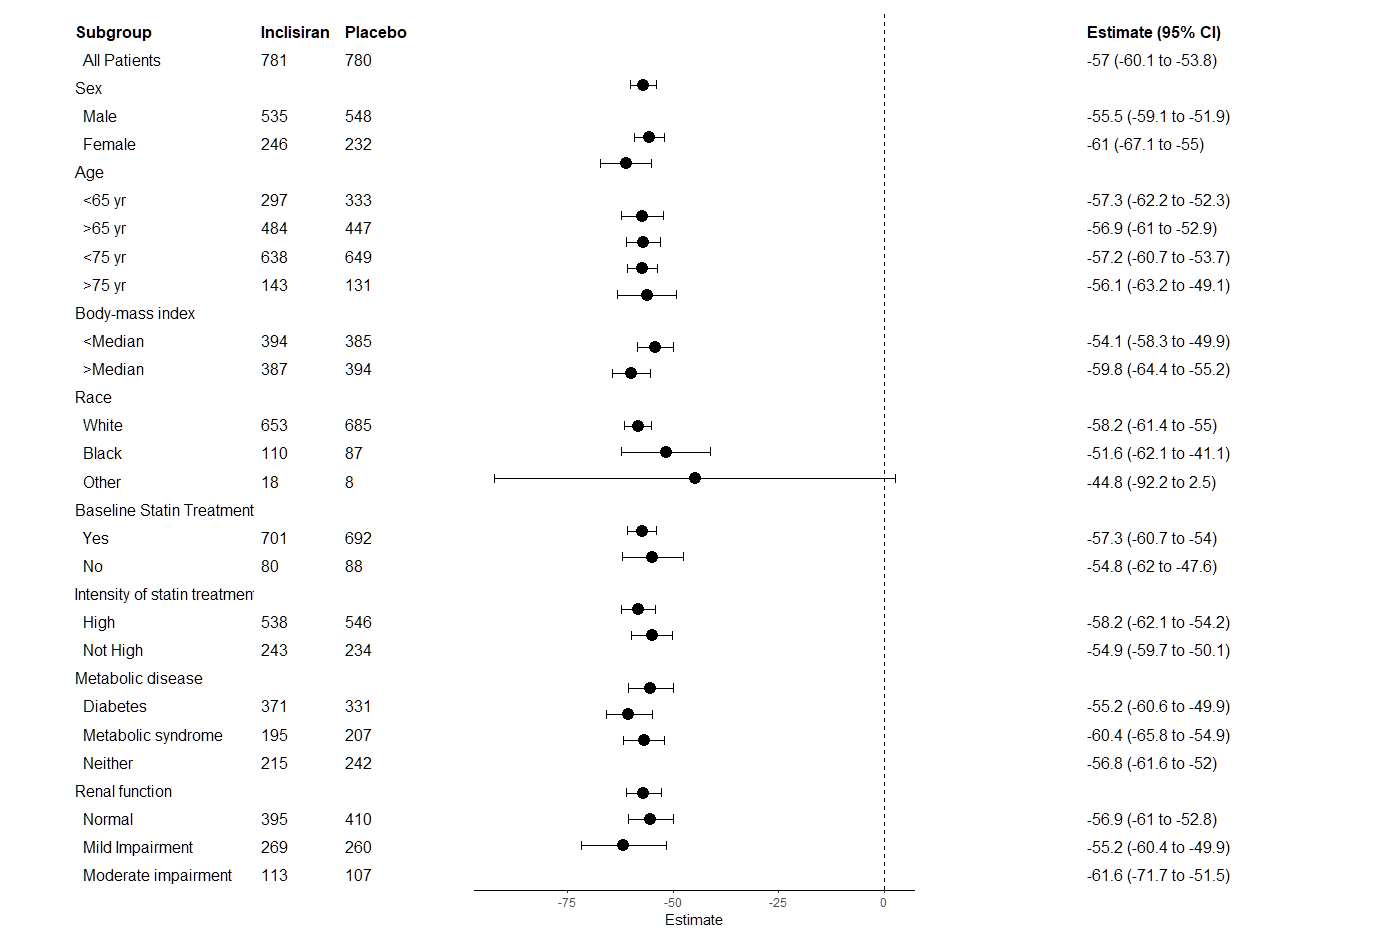 Subgroup Inclisiran Placebo Estimate (95% CI)
All Patients 781 780 -57 (-60.1 to -53.8)
Sex
Male 535 548 -55.5 (-59.1 to -51.9)
Female 246 232 -61 (-67.1 to -55)
Age
<65 yr 297 333 -57.3 (-62.2 to -52.3)
>65 yr 484 447 -56.9 (-61 to -52.9)
<75 yr 638 649 -57.2 (-60.7 to -53.7)
>75 yr 143 131 -56.1 (-63.2 to -49.1)
Body-mass index
<Median 394 385 -54.1 (-58.3 to -49.9)
>Median 387 394 -59.8 (-64.4 to -55.2)
Race
White 653 685 -58.2 (-61.4 to -55)
Black 110 87 -51.6 (-62.1 to -41.1)
Other 18 8 -44.8 (-92.2 to 2.5)
Baseline Statin Treatment
Yes 701 692 -57.3 (-60.7 to -54)
No 80 88 -54.8 (-62 to -47.6)
Intensity of statin treatment
High 538 546 -58.2 (-62.1 to -54.2)
Not High 243 234 -54.9 (-59.7 to -50.1)
Metabolic disease
Diabetes 371 331 -55.2 (-60.6 to -49.9)
Metabolic syndrome 195 207 -60.4 (-65.8 to -54.9)
Neither 215 242 -56.8 (-61.6 to -52)
Renal function
Normal 395 410 -56.9 (-61 to -52.8)
Mild Impairment 269 260 -55.2 (-60.4 to -49.9)
Moderate impairment 113 107 -61.6 (-71.7 to -51.5)
-75 -50 -25 0
Estimate